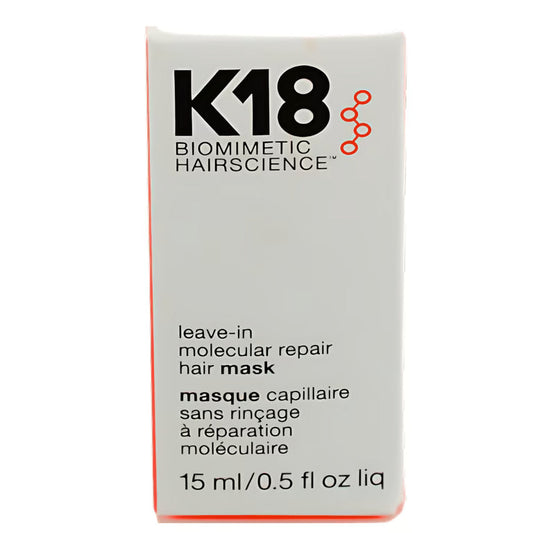 K18
BIOMIMETIC
HAIRSCIENCE™
leave-in
molecular repair
hair mask
masque capillaire
sans rinçage
à réparation
moléculaire
15 ml/0.5 fl oz liq